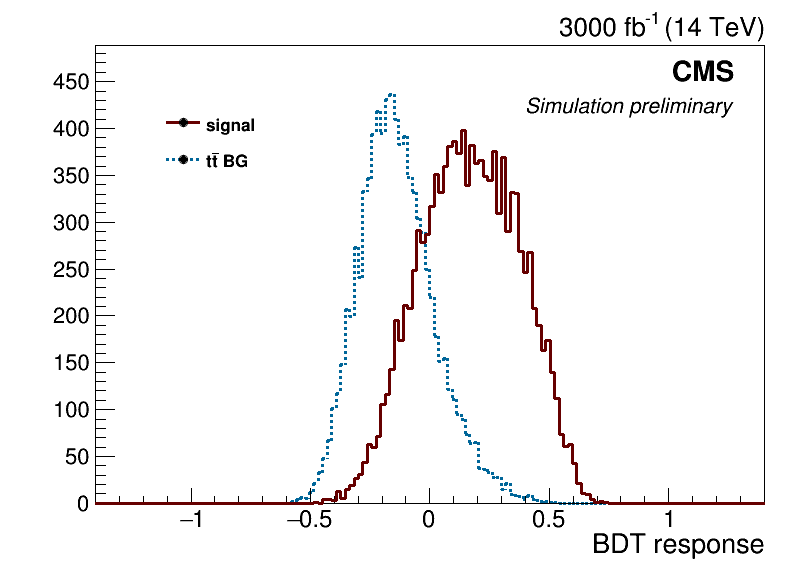 3000 fb⁻¹ (14 TeV)
CMS
Simulation preliminary
signal
tt̄ BG
450
400
350
300
250
200
150
100
50
0
−1 −0.5 0 0.5 1
BDT response